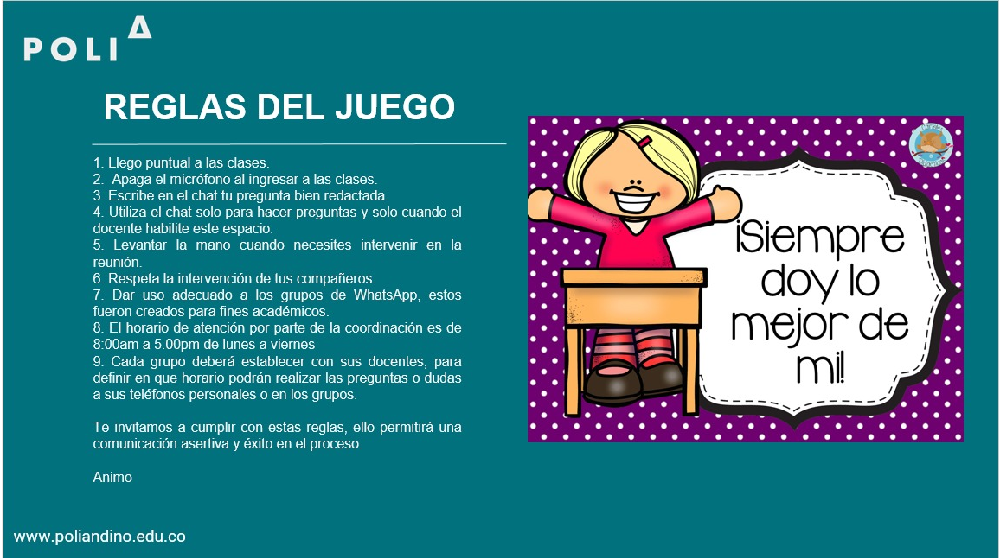 POLI A
REGLAS DEL JUEGO
1. Llego puntual a las clases.
2.  Apaga el micrófono al ingresar a las clases.
3. Escribe en el chat tu pregunta bien redactada.
4. Utiliza el chat solo para hacer preguntas y solo cuando el
docente habilite este espacio.
5. Levantar la mano cuando necesites intervenir en la
reunión.
6. Respeta la intervención de tus compañeros.
7. Dar uso adecuado a los grupos de WhatsApp, estos
fueron creados para fines académicos.
8. El horario de atención por parte de la coordinación es de
8:00am a 5.00pm de lunes a viernes
9. Cada grupo deberá establecer con sus docentes, para
definir en que horario podrán realizar las preguntas o dudas
a sus teléfonos personales o en los grupos.
Te invitamos a cumplir con estas reglas, ello permitirá una
comunicación asertiva y éxito en el proceso.
Animo
¡Siempre
doy lo
mejor de
mi!
www.poliandino.edu.co